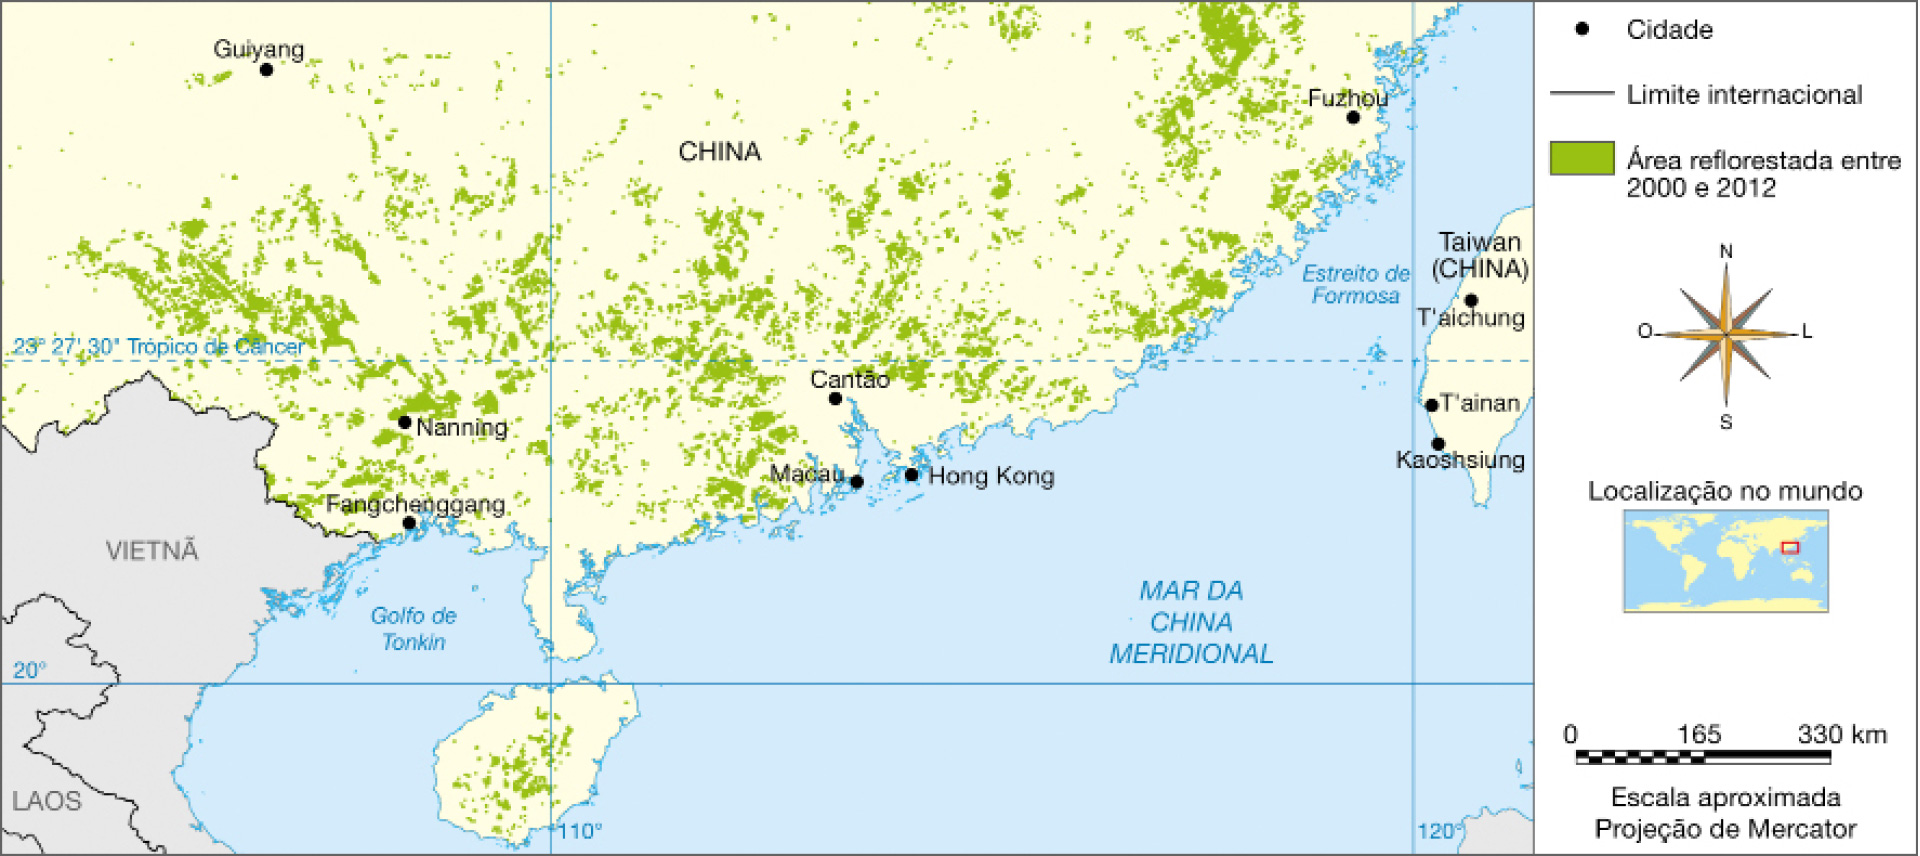 Guiyang
Fuzhou
CHINA
Taiwan
(CHINA)
Estreito de
Formosa
T'aichung
23° 27' 30" Trópico de Câncer
Cantão
T'ainan
Nanning
Kaoshsiung
Macau
Hong Kong
Fangchenggang
VIETNÃ
MAR DA
CHINA
MERIDIONAL
Golfo de
Tonkin
20°
LAOS
110°
120°
Cidade
Limite internacional
Área reflorestada entre
2000 e 2012
N
O
L
S
Localização no mundo
0 165 330 km
Escala aproximada
Projeção de Mercator